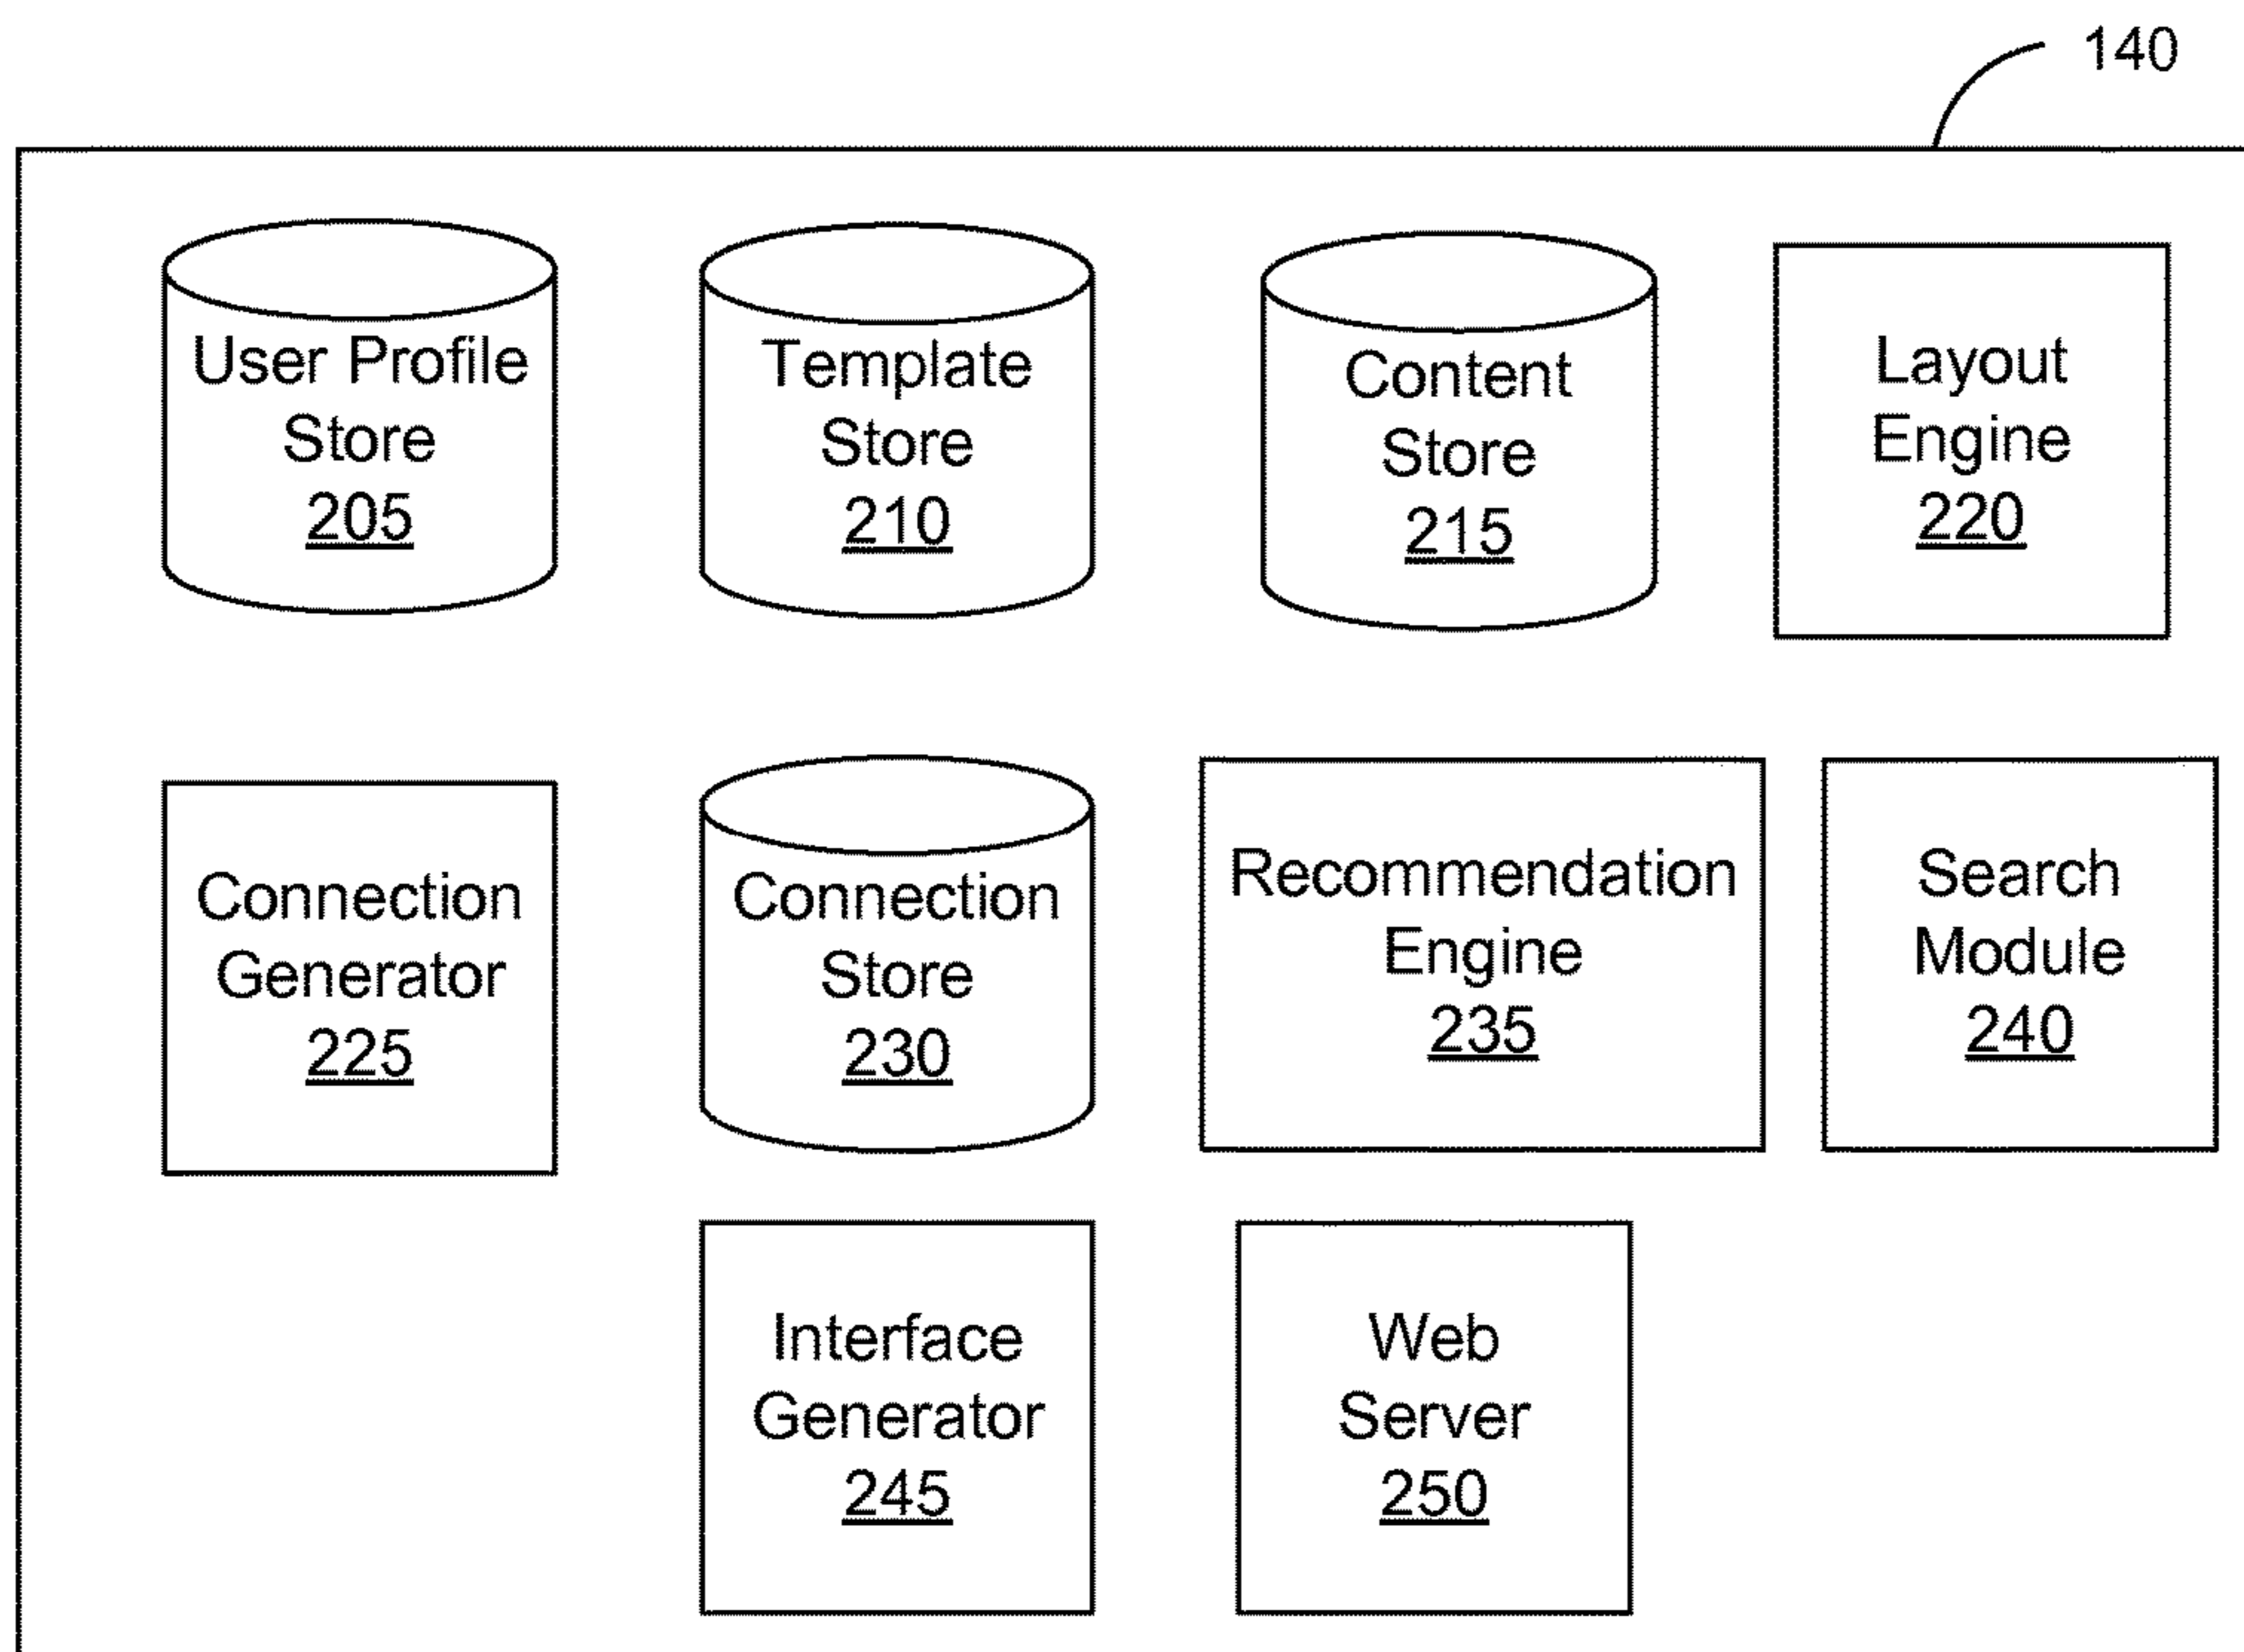 140
User Profile
Store
205
Template
Store
210
Content
Store
215
Layout
Engine
220
Connection
Generator
225
Connection
Store
230
Recommendation
Engine
235
Search
Module
240
Interface
Generator
245
Web
Server
250